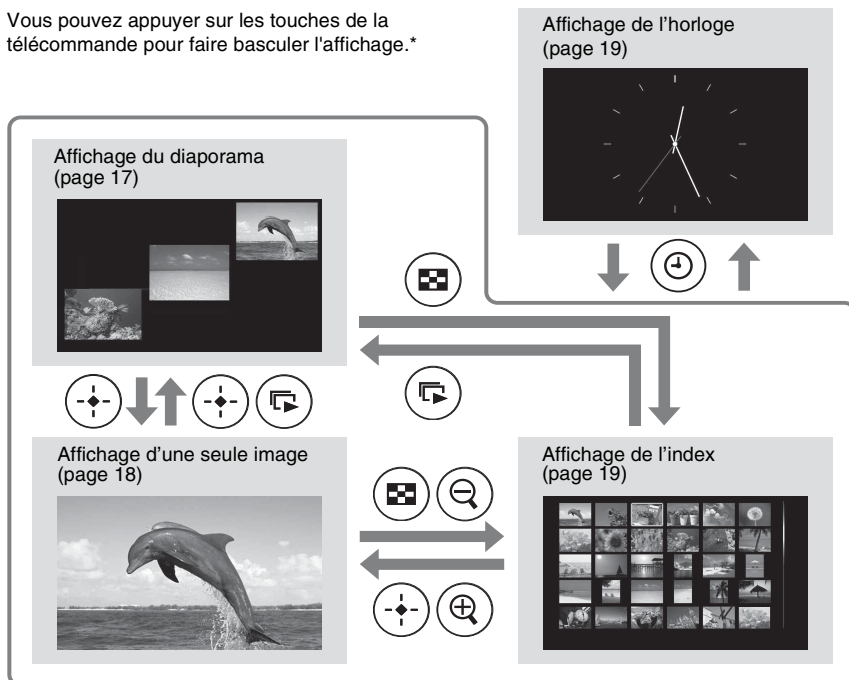 Vous pouvez appuyer sur les touches de la
télécommande pour faire basculer l'affichage.*
Affichage de l’horloge
(page 19)
Affichage du diaporama
(page 17)
Affichage d’une seule image
(page 18)
Affichage de l’index
(page 19)